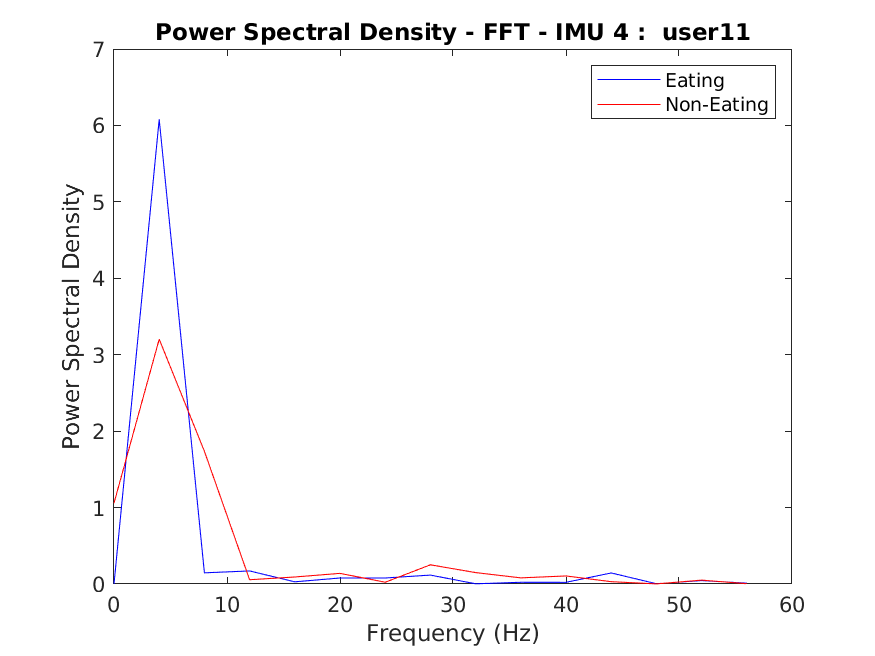 Power Spectral Density - FFT - IMU 4 :  user11
Eating
Non-Eating
Power Spectral Density
7
6
5
4
3
2
1
0
0 10 20 30 40 50 60
Frequency (Hz)